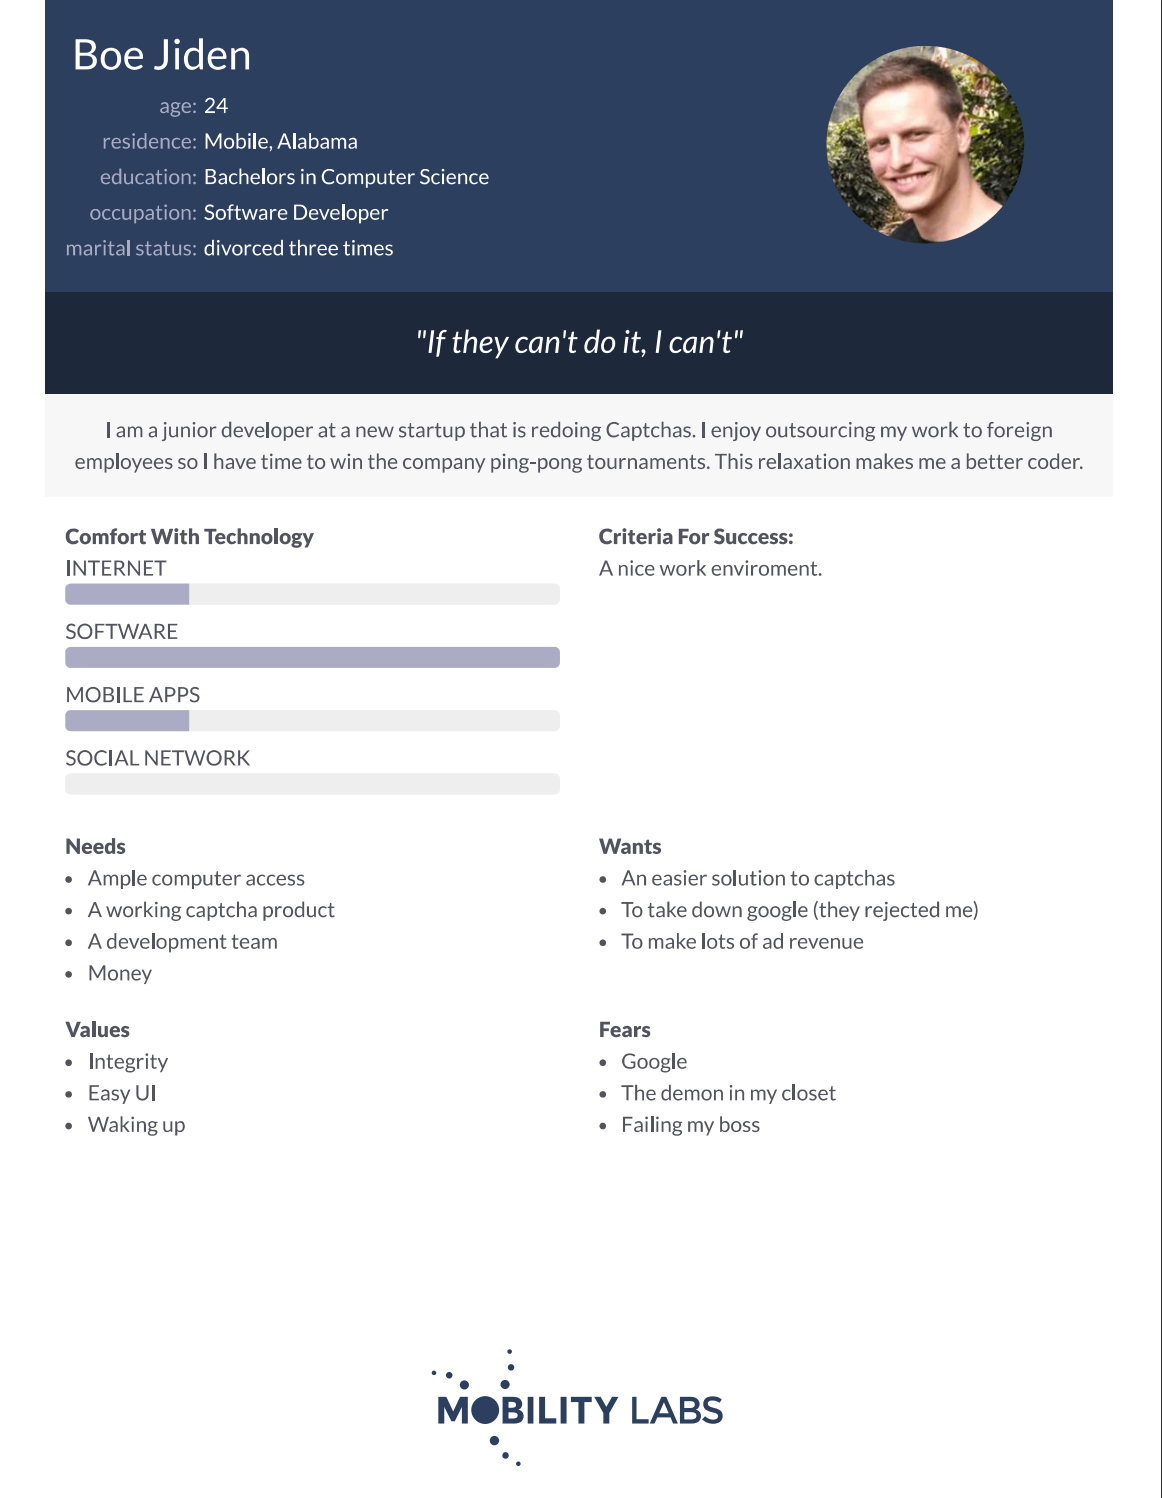 Boe Jiden
age: 24
residence: Mobile, Alabama
education: Bachelors in Computer Science
occupation: Software Developer
marital status: divorced three times
"If they can't do it, I can't"
I am a junior developer at a new startup that is redoing Captchas. I enjoy outsourcing my work to foreign
employees so I have time to win the company ping-pong tournaments. This relaxation makes me a better coder.
Comfort With Technology
INTERNET
SOFTWARE
MOBILE APPS
SOCIAL NETWORK
Criteria For Success:
A nice work enviroment.
Needs
• Ample computer access
• A working captcha product
• A development team
• Money
Wants
• An easier solution to captchas
• To take down google (they rejected me)
• To make lots of ad revenue
Values
• Integrity
• Easy UI
• Waking up
Fears
• Google
• The demon in my closet
• Failing my boss
MOBILITY LABS